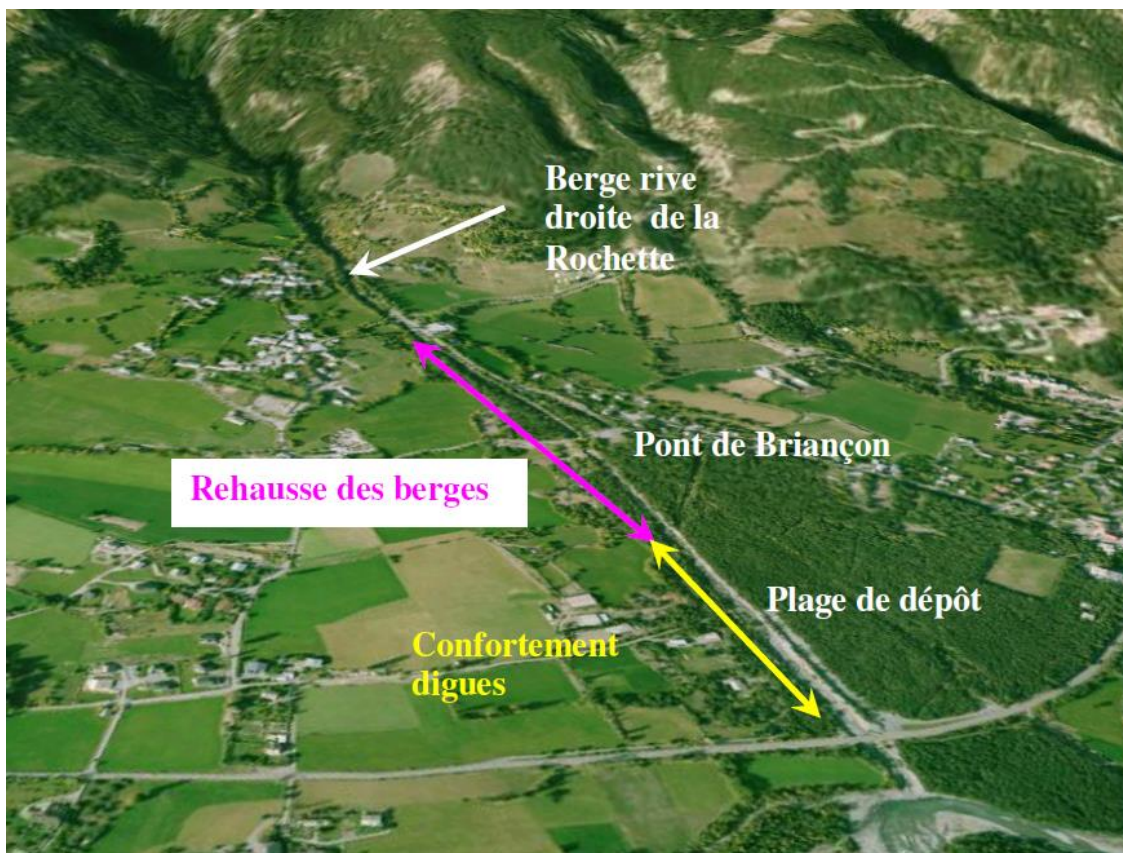 Berge rive
droite de la
Rochette
Pont de Briançon
Rehausse des berges
Plage de dépôt
Confortement
digues